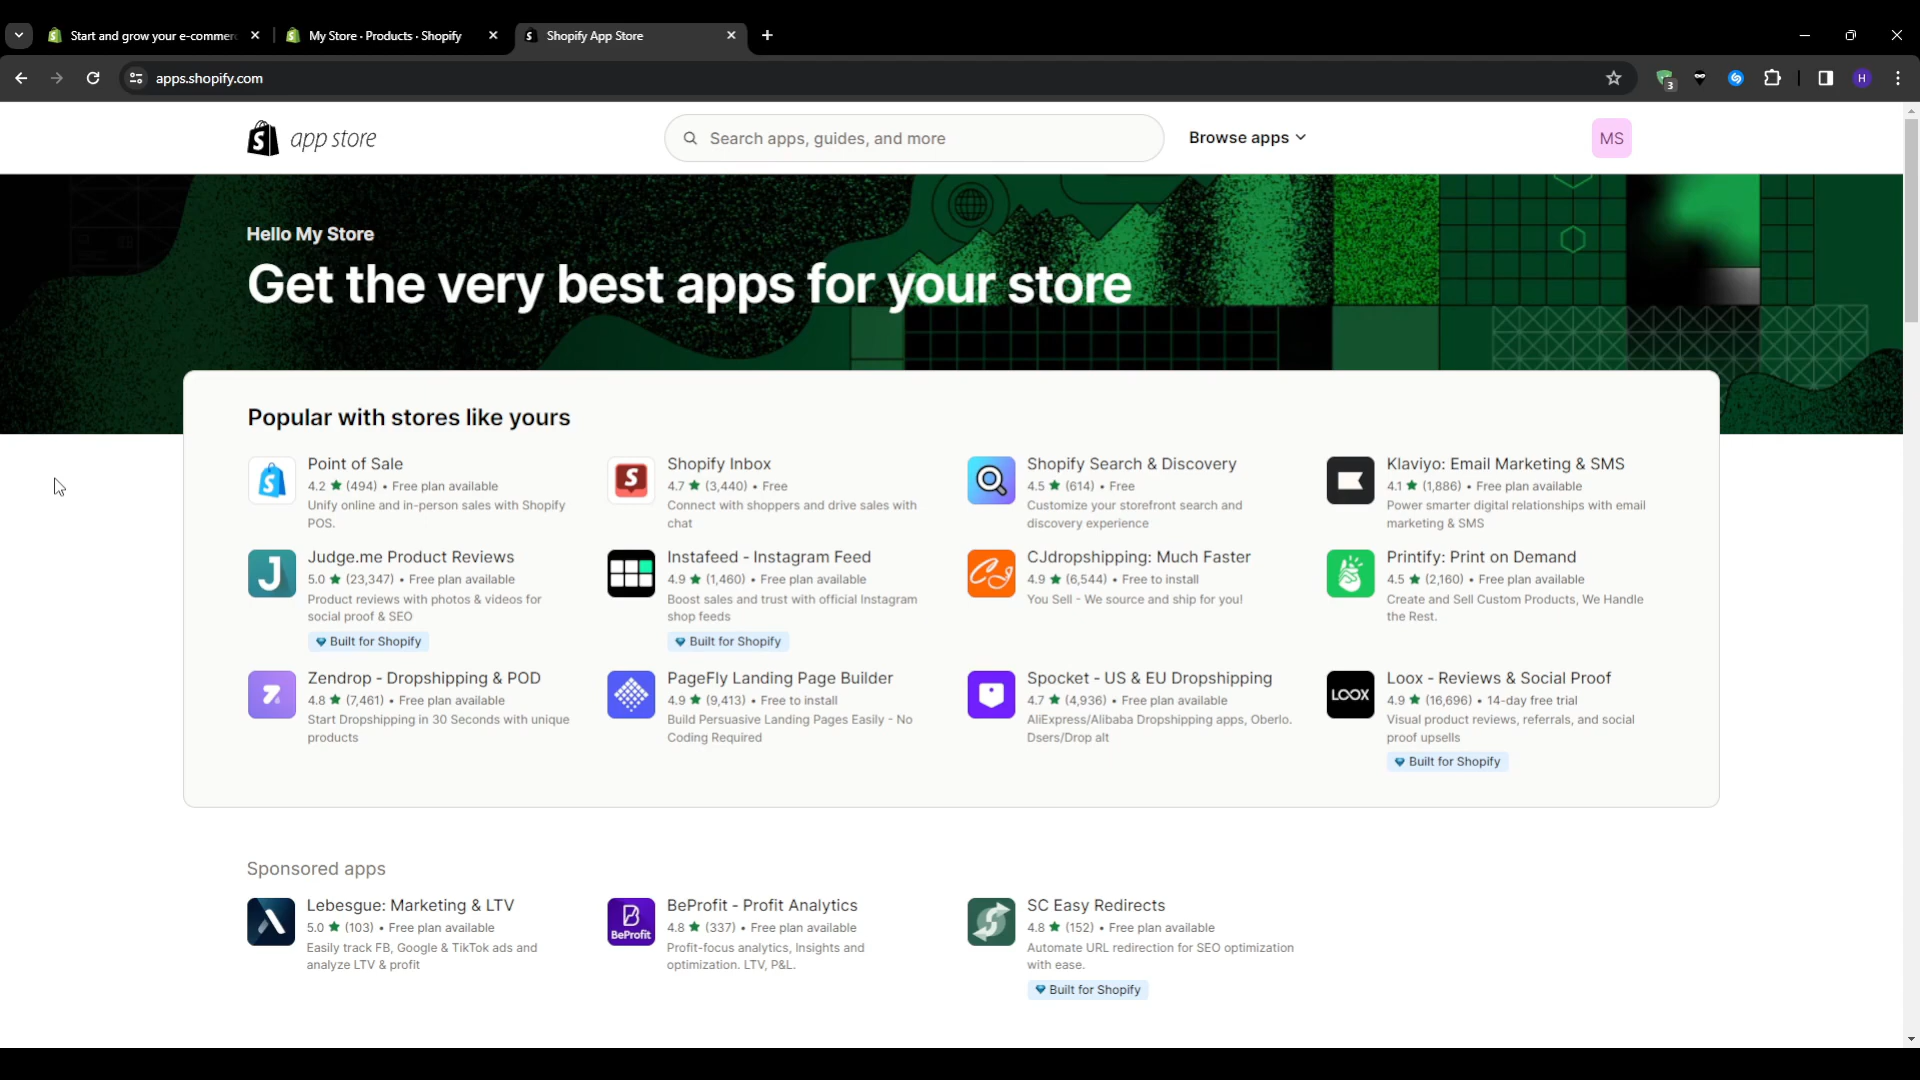 Start and grow your e-commerc
My Store · Products · Shopify
Shopify App Store
apps.shopify.com
3
H
app store
Search apps, guides, and more
Browse apps
MS
Hello My Store
Get the very best apps for your store
Popular with stores like yours
Point of Sale
4.2 ★ (494) • Free plan available
Unify online and in-person sales with Shopify
POS.
Shopify Inbox
4.7 ★ (3,440) • Free
Connect with shoppers and drive sales with
chat
Shopify Search & Discovery
4.5 ★ (614) • Free
Customize your storefront search and
discovery experience
Klaviyo: Email Marketing & SMS
4.1 ★ (1,886) • Free plan available
Power smarter digital relationships with email
marketing & SMS
Judge.me Product Reviews
5.0 ★ (23,347) • Free plan available
Product reviews with photos & videos for
social proof & SEO
Built for Shopify
Instafeed - Instagram Feed
4.9 ★ (1,460) • Free plan available
Boost sales and trust with official Instagram
shop feeds
Built for Shopify
CJdropshipping: Much Faster
4.9 ★ (6,544) • Free to install
You Sell - We source and ship for you!
Printify: Print on Demand
4.5 ★ (2,160) • Free plan available
Create and Sell Custom Products, We Handle
the Rest.
Zendrop - Dropshipping & POD
4.8 ★ (7,461) • Free plan available
Start Dropshipping in 30 Seconds with unique
products
PageFly Landing Page Builder
4.9 ★ (9,413) • Free to install
Build Persuasive Landing Pages Easily - No
Coding Required
Spocket - US & EU Dropshipping
4.7 ★ (4,936) • Free plan available
AliExpress/Alibaba Dropshipping apps, Oberlo.
Dsers/Drop alt
LOOX
Loox - Reviews & Social Proof
4.9 ★ (16,696) • 14-day free trial
Visual product reviews, referrals, and social
proof upsells
Built for Shopify
Sponsored apps
Lebesgue: Marketing & LTV
5.0 ★ (103) • Free plan available
Easily track FB, Google & TikTok ads and
analyze LTV & profit
BeProfit
BeProfit - Profit Analytics
4.8 ★ (337) • Free plan available
Profit-focus analytics, Insights and
optimization. LTV, P&L.
SC Easy Redirects
4.8 ★ (152) • Free plan available
Automate URL redirection for SEO optimization
with ease.
Built for Shopify